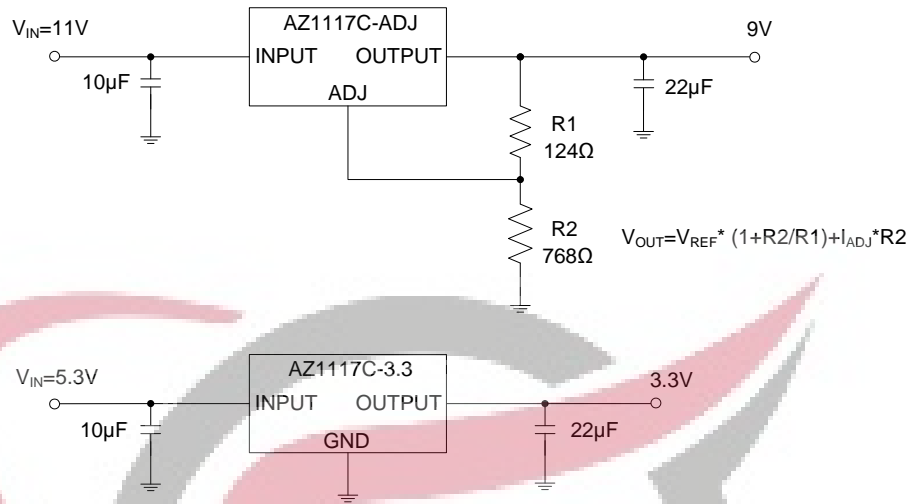 V_IN=11V
AZ1117C-ADJ
9V
INPUT OUTPUT
10µF
22µF
ADJ
R1
124Ω
R2
768Ω
V_OUT=V_REF* (1+R2/R1)+I_ADJ*R2
V_IN=5.3V
AZ1117C-3.3
3.3V
INPUT OUTPUT
10µF
22µF
GND